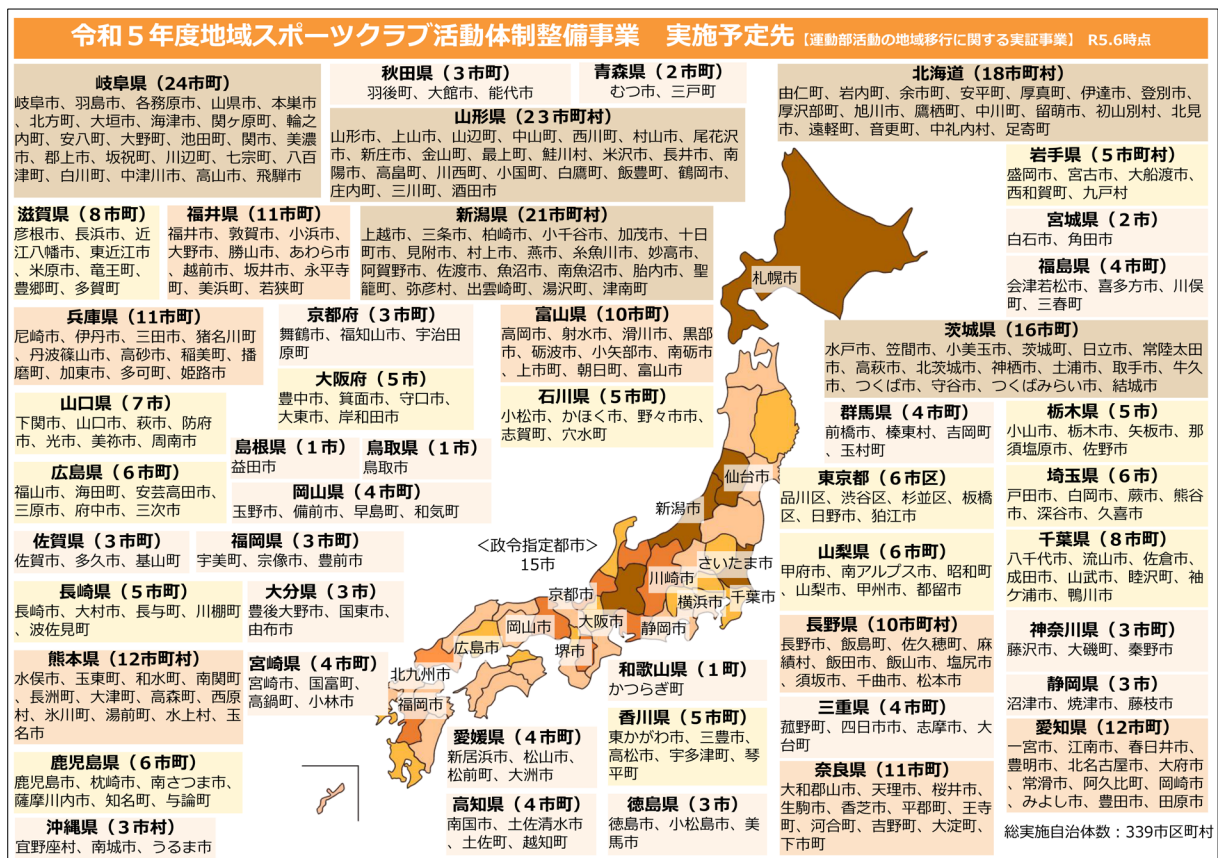 令和５年度地域スポーツクラブ活動体制整備事業　実施予定先【運動部活動の地域移行に関する実証事業】 R5.6時点
岐阜県（24市町）
岐阜市、羽島市、各務原市、山県市、本巣市
、北方町、大垣市、海津市、関ヶ原町、輪之
内町、安八町、大野町、池田町、関市、美濃
市、郡上市、坂祝町、川辺町、七宗町、八百
津町、白川町、中津川市、高山市、飛騨市
秋田県（３市町）
羽後町、大館市、能代市
青森県（２市町）
むつ市、三戸町
北海道（18市町村）
由仁町、岩内町、余市町、安平町、厚真町、伊達市、登別市、
厚沢部町、旭川市、鷹栖町、中川町、留萌市、初山別村、北見
市、遠軽町、音更町、中礼内村、足寄町
山形県（２３市町村）
山形市、上山市、山辺町、中山町、西川町、村山市、尾花沢
市、新庄市、金山町、最上町、鮭川村、米沢市、長井市、南
陽市、高畠町、川西町、小国町、白鷹町、飯豊町、鶴岡市、
庄内町、三川町、酒田市
岩手県（５市町村）
盛岡市、宮古市、大船渡市、
西和賀町、九戸村
滋賀県（８市町）
彦根市、長浜市、近
江八幡市、東近江市
、米原市、竜王町、
豊郷町、多賀町
福井県（11市町）
福井市、敦賀市、小浜市、
大野市、勝山市、あわら市
、越前市、坂井市、永平寺
町、美浜町、若狭町
新潟県（21市町村）
上越市、三条市、柏崎市、小千谷市、加茂市、十日
町市、見附市、村上市、燕市、糸魚川市、妙高市、
阿賀野市、佐渡市、魚沼市、南魚沼市、胎内市、聖
籠町、弥彦村、出雲崎町、湯沢町、津南町
宮城県（２市）
白石市、角田市
福島県（４市町）
会津若松市、喜多方市、川俣
町、三春町
札幌市
兵庫県（11市町）
尼崎市、伊丹市、三田市、猪名川町
、丹波篠山市、高砂市、稲美町、播
磨町、加東市、多可町、姫路市
京都府（３市町）
舞鶴市、福知山市、宇治田
原町
富山県（10市町）
高岡市、射水市、滑川市、黒部
市、砺波市、小矢部市、南砺市
、上市町、朝日町、富山市
茨城県（16市町）
水戸市、笠間市、小美玉市、茨城町、日立市、常陸太田
市、高萩市、北茨城市、神栖市、土浦市、取手市、牛久
市、つくば市、守谷市、つくばみらい市、結城市
大阪府（５市）
豊中市、箕面市、守口市、
大東市、岸和田市
石川県（５市町）
小松市、かほく市、野々市市、
志賀町、穴水町
山口県（７市）
下関市、山口市、萩市、防府
市、光市、美祢市、周南市
群馬県（４市町）
前橋市、榛東村、吉岡町
、玉村町
栃木県（５市）
小山市、栃木市、矢板市、那
須塩原市、佐野市
島根県（１市）
益田市
鳥取県（１市）
鳥取市
広島県（６市町）
福山市、海田町、安芸高田市、
三原市、府中市、三次市
岡山県（４市町）
玉野市、備前市、早島町、和気町
仙台市
東京都（６市区）
品川区、渋谷区、杉並区、板橋
区、日野市、狛江市
埼玉県（６市）
戸田市、白岡市、蕨市、熊谷
市、深谷市、久喜市
新潟市
佐賀県（３市町）
佐賀市、多久市、基山町
福岡県（３市町）
宇美町、宗像市、豊前市
＜政令指定都市＞
15市
さいたま市
川崎市
京都市
横浜市
千葉市
岡山市
大阪市
静岡市
広島市
堺市
北九州市
福岡市
山梨県（６市町）
甲府市、南アルプス市、昭和町
、山梨市、甲州市、都留市
千葉県（８市町）
八千代市、流山市、佐倉市、
成田市、山武市、睦沢町、袖
ケ浦市、鴨川市
長崎県（５市町）
長崎市、大村市、長与町、川棚町
、波佐見町
大分県（３市）
豊後大野市、国東市、
由布市
長野県（10市町村）
長野市、飯島町、佐久穂町、麻
績村、飯田市、飯山市、塩尻市
、須坂市、千曲市、松本市
神奈川県（３市町）
藤沢市、大磯町、秦野市
熊本県（12市町村）
水俣市、玉東町、和水町、南関町
、長洲町、大津町、高森町、西原
村、氷川町、湯前町、水上村、玉
名市
宮崎県（４市町）
宮崎市、国富町、
高鍋町、小林市
和歌山県（１町）
かつらぎ町
静岡県（３市）
沼津市、焼津市、藤枝市
三重県（４市町）
菰野町、四日市市、志摩市、大
台町
香川県（５市町）
東かがわ市、三豊市、
高松市、宇多津町、琴
平町
愛知県（12市町）
一宮市、江南市、春日井市、
豊明市、北名古屋市、大府市
、常滑市、阿久比町、岡崎市
、みよし市、豊田市、田原市
愛媛県（４市町）
新居浜市、松山市、
松前町、大洲市
鹿児島県（６市町）
鹿児島市、枕崎市、南さつま市、
薩摩川内市、知名町、与論町
奈良県（11市町）
大和郡山市、天理市、桜井市、
生駒市、香芝市、平郡町、王寺
町、河合町、吉野町、大淀町、
下市町
高知県（４市町）
南国市、土佐清水市
、土佐町、越知町
徳島県（３市）
徳島市、小松島市、美
馬市
沖縄県（３市村）
宜野座村、南城市、うるま市
総実施自治体数：339市区町村